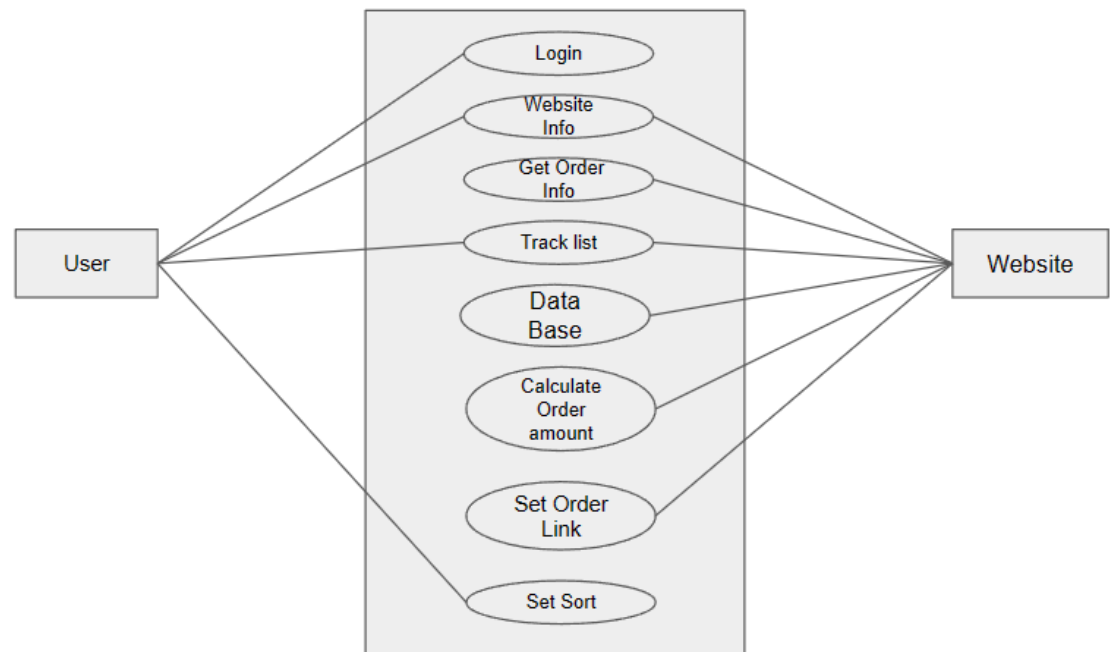 Login
Website
Info
Get Order
Info
User
Track list
Website
Data
Base
Calculate
Order
amount
Set Order
Link
Set Sort